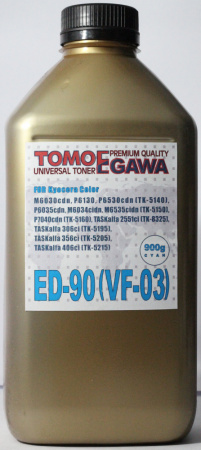 TOMOEGAWA
PREMIUM QUALITY
UNIVERSAL TONER
FOR Kyocera Color
M6030cdn, P6130, P6530cdn (TK-5140),
P6035cdn, M6034cidn, M6535cidn (TK-5150),
P7040cdn (TK-5160), TASKalfa 2551ci (TK-8325),
TASKalfa 306ci (TK-5195),
TASKalfa 356ci (TK-5205),
TASKalfa 406ci (TK-5215)
900g
CYAN
ED-90(VF-03)